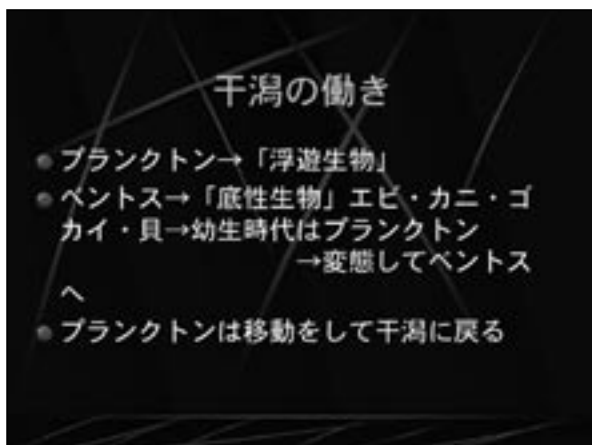 干潟の働き
プランクトン→「浮遊生物」
ベントス→「底性生物」エビ・カニ・ゴ
カイ・貝→幼生時代はプランクトン
→変態してベントス
へ
プランクトンは移動をして干潟に戻る